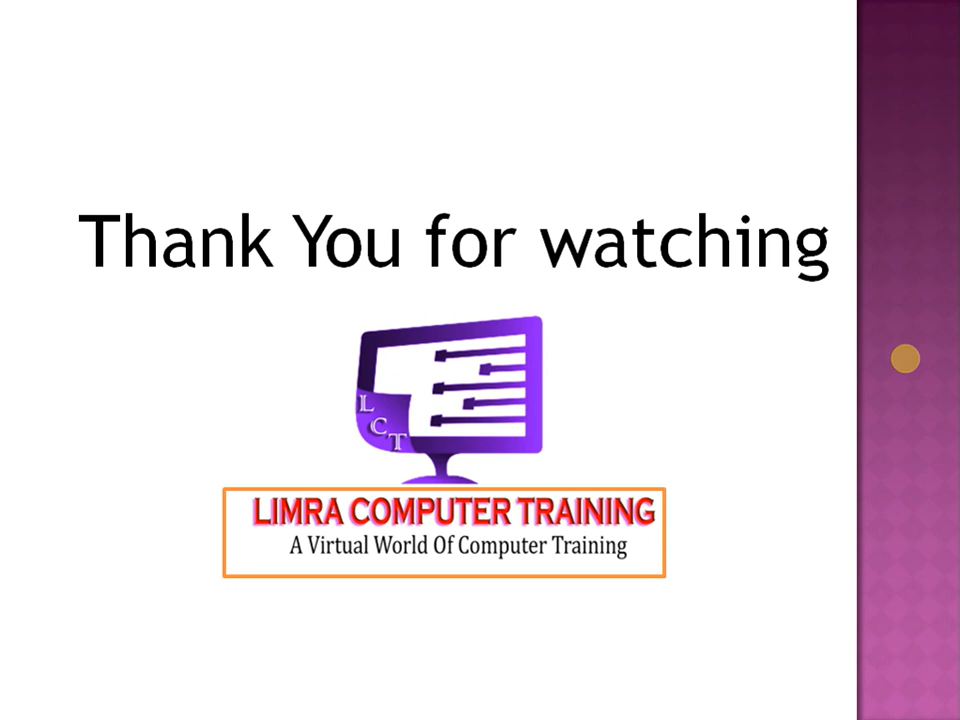 Thank You for watching
L
C
T
LIMRA COMPUTER TRAINING
A Virtual World Of Computer Training